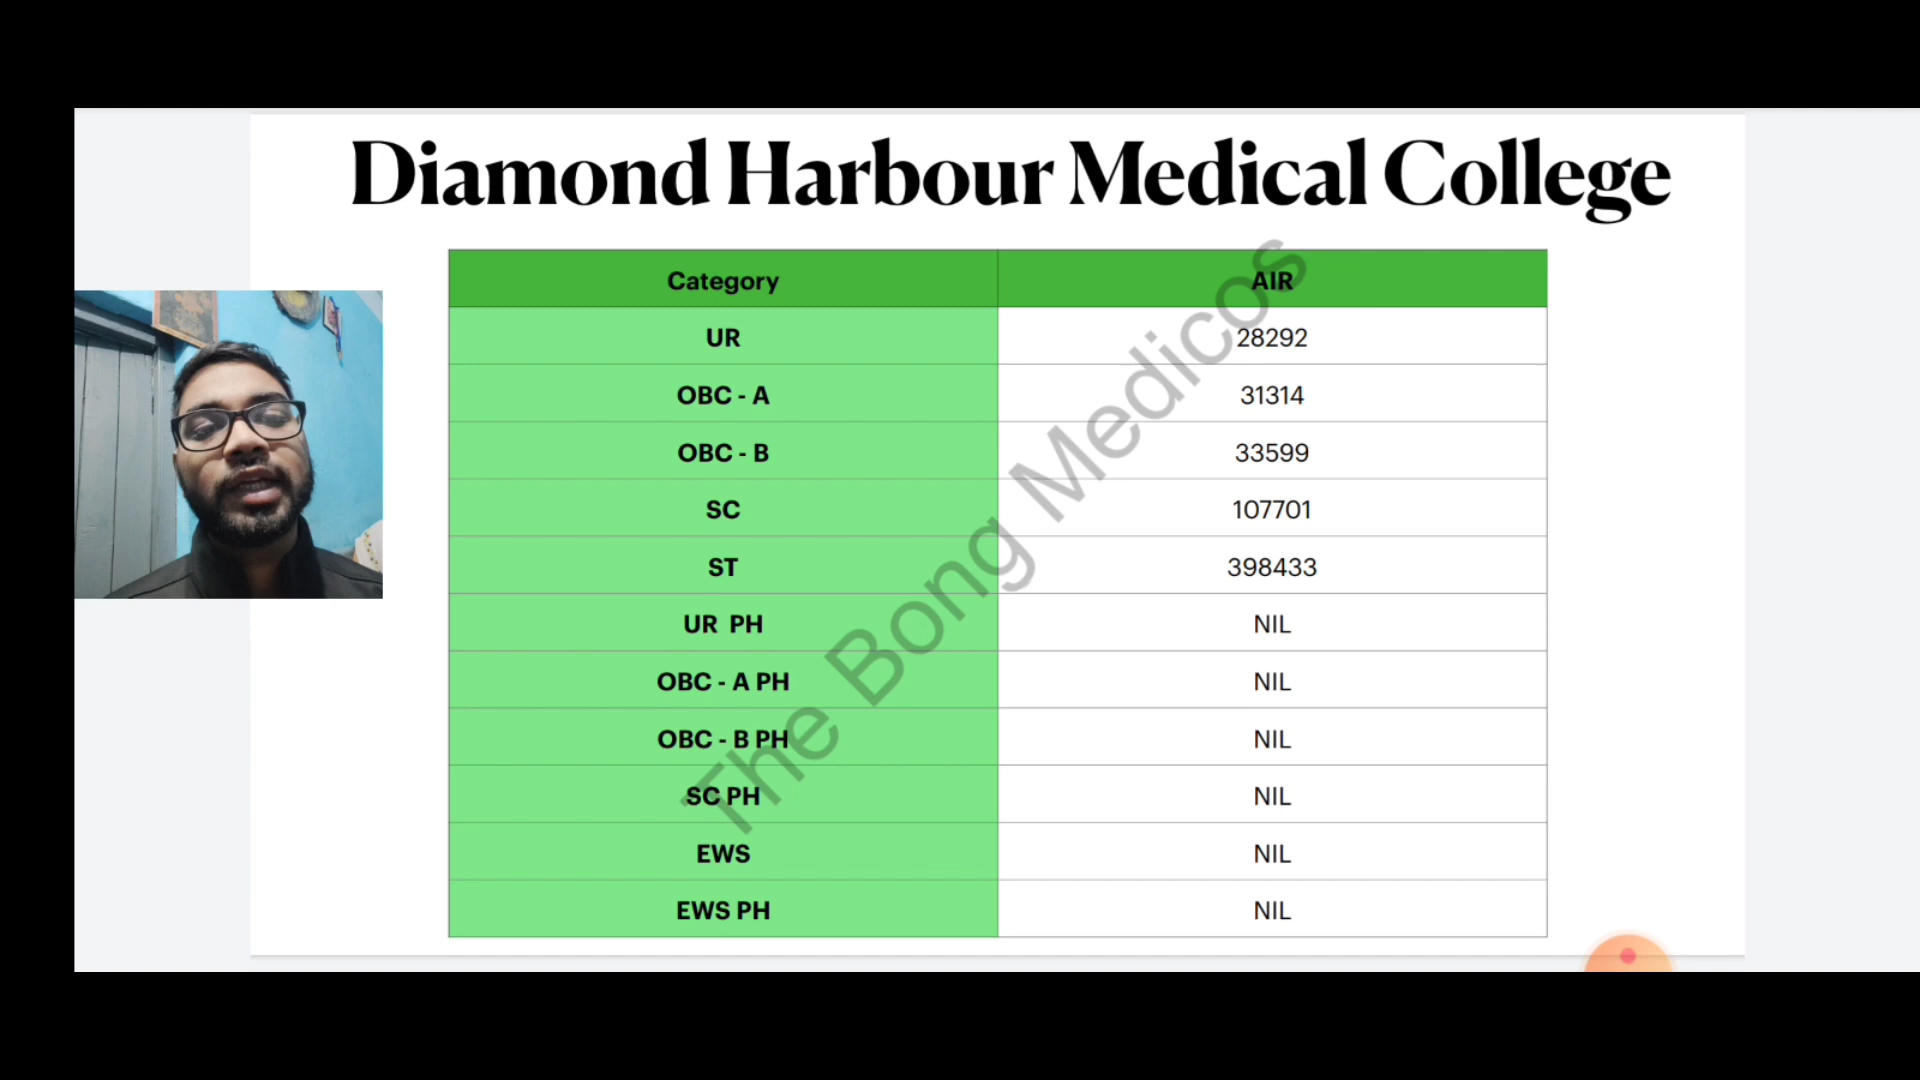 Diamond Harbour Medical College
Category AIR
UR 28292
OBC - A 31314
OBC - B 33599
SC 107701
ST 398433
UR PH NIL
OBC - A PH NIL
OBC - B PH NIL
SC PH NIL
EWS NIL
EWS PH NIL
The Bong Medicos